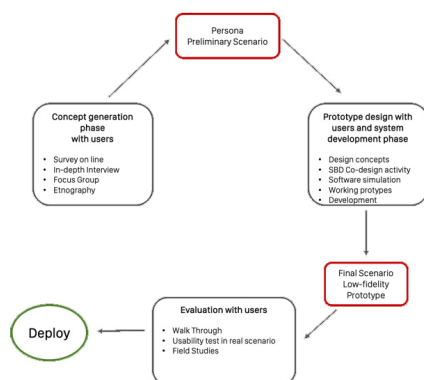 Persona
Preliminary Scenario
Concept generation
phase
with users
• Survey on line
• In-depth Interview
• Focus Group
• Etnography
Prototype design with
users and system
development phase
• Design concepts
• SBD Co-design activity
• Software simulation
• Working protypes
• Development
Final Scenario
Low-fidelity
Prototype
Evaluation with users
• Walk Through
• Usability test in real scenario
• Field Studies
Deploy